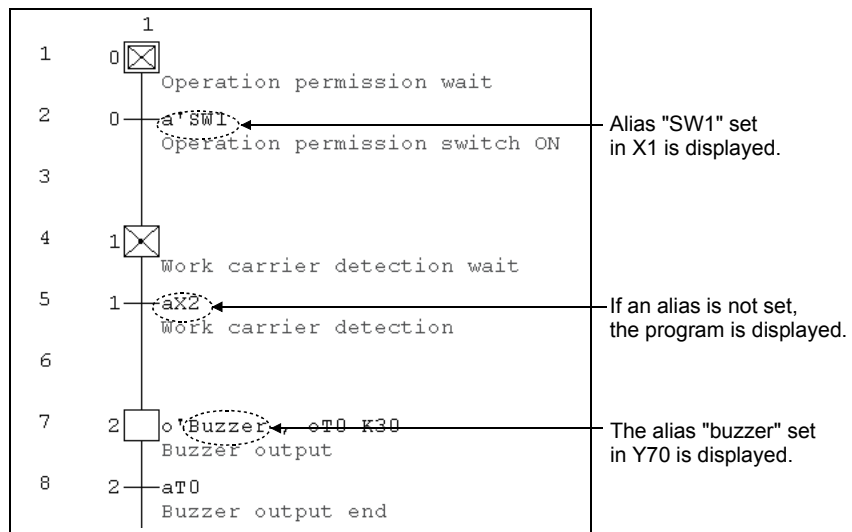 1
1 0
Operation permission wait
2 0 a'SW1
Operation permission switch ON
Alias "SW1" set
in X1 is displayed.
3
4 1
Work carrier detection wait
5 1 aX2
Work carrier detection
If an alias is not set,
the program is displayed.
6
7 2 o'Buzzer , oT0 K30
Buzzer output
The alias "buzzer" set
in Y70 is displayed.
8 2 aT0
Buzzer output end